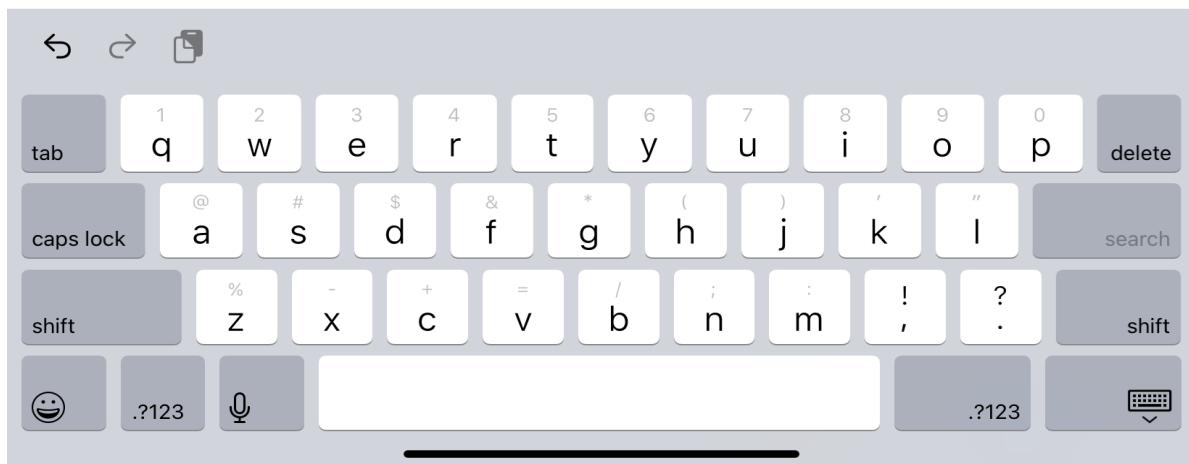 1 2 3 4 5 6 7 8 9 0
tab q w e r t y u i o p delete
@ # $ & * ( ) ' "
caps lock a s d f g h j k l search
% - + = / ; : ! ?
shift z x c v b n m , . shift
.?123 .?123